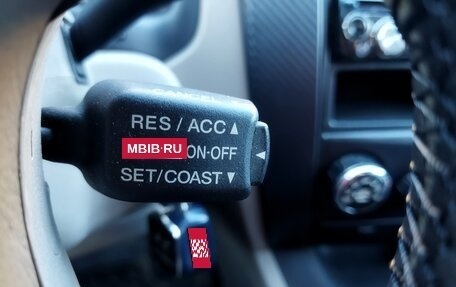 CANCEL
RES / ACC ▲
MBIB·RU ON-OFF ◄
SET/COAST ▼